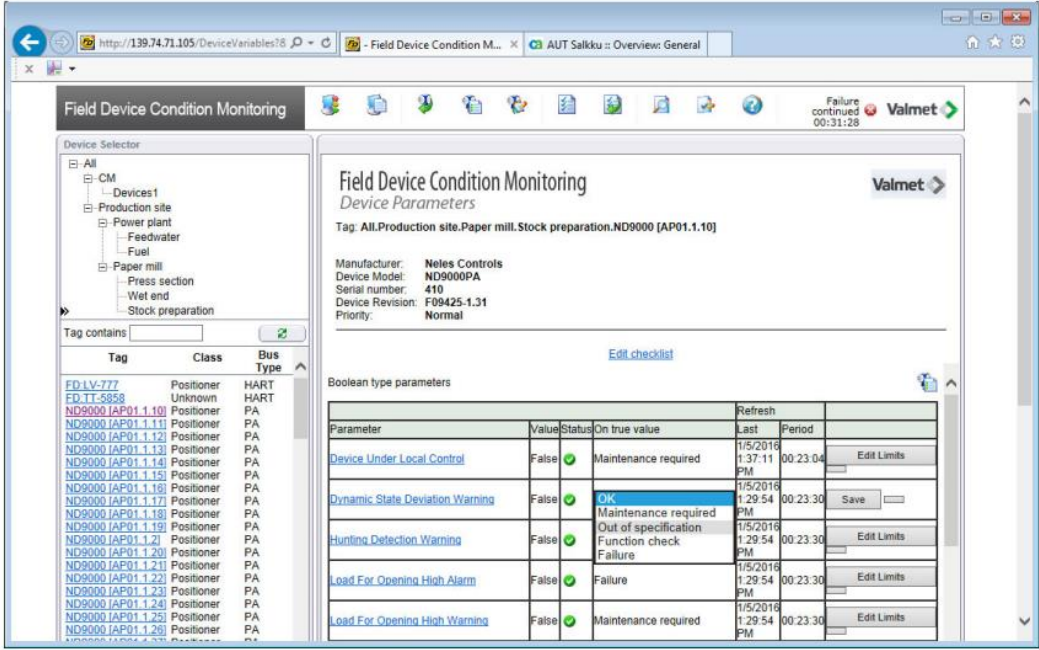 http://139.74.71.105/DeviceVariables?8
- Field Device Condition M...
AUT Salkku :: Overview: General
Field Device Condition Monitoring
Failure
continued
00:31:28
Valmet
Device Selector
All
CM
Devices1
Production site
Power plant
Feedwater
Fuel
Paper mill
Press section
Wet end
Stock preparation
Tag contains
Tag Class Bus Type
FD:LV-777 Positioner HART
FD:TT-5858 Unknown HART
ND9000 [AP01.1.10] Positioner PA
ND9000 [AP01.1.11] Positioner PA
ND9000 [AP01.1.12] Positioner PA
ND9000 [AP01.1.13] Positioner PA
ND9000 [AP01.1.14] Positioner PA
ND9000 [AP01.1.15] Positioner PA
ND9000 [AP01.1.16] Positioner PA
ND9000 [AP01.1.17] Positioner PA
ND9000 [AP01.1.18] Positioner PA
ND9000 [AP01.1.19] Positioner PA
ND9000 [AP01.1.2] Positioner PA
ND9000 [AP01.1.20] Positioner PA
ND9000 [AP01.1.21] Positioner PA
ND9000 [AP01.1.22] Positioner PA
ND9000 [AP01.1.23] Positioner PA
ND9000 [AP01.1.24] Positioner PA
ND9000 [AP01.1.25] Positioner PA
ND9000 [AP01.1.26] Positioner PA
Field Device Condition Monitoring
Valmet
Device Parameters
Tag: All.Production site.Paper mill.Stock preparation.ND9000 [AP01.1.10]
Manufacturer: Neles Controls
Device Model: ND9000PA
Serial number: 410
Device Revision: F09425-1.31
Priority: Normal
Edit checklist
Boolean type parameters
Refresh
Parameter Value Status On true value Last Period
Device Under Local Control False Maintenance required 1/5/2016 1:37:11 PM 00:23:04 Edit Limits
Dynamic State Deviation Warning False 1/5/2016 1:29:54 PM 00:23:30 Save
OK
Maintenance required
Out of specification
Function check
Failure
Hunting Detection Warning False 1/5/2016 1:29:54 PM 00:23:30 Edit Limits
Load For Opening High Alarm False Failure 1/5/2016 1:29:54 PM 00:23:30 Edit Limits
Load For Opening High Warning False Maintenance required 1/5/2016 1:29:54 PM 00:23:30 Edit Limits